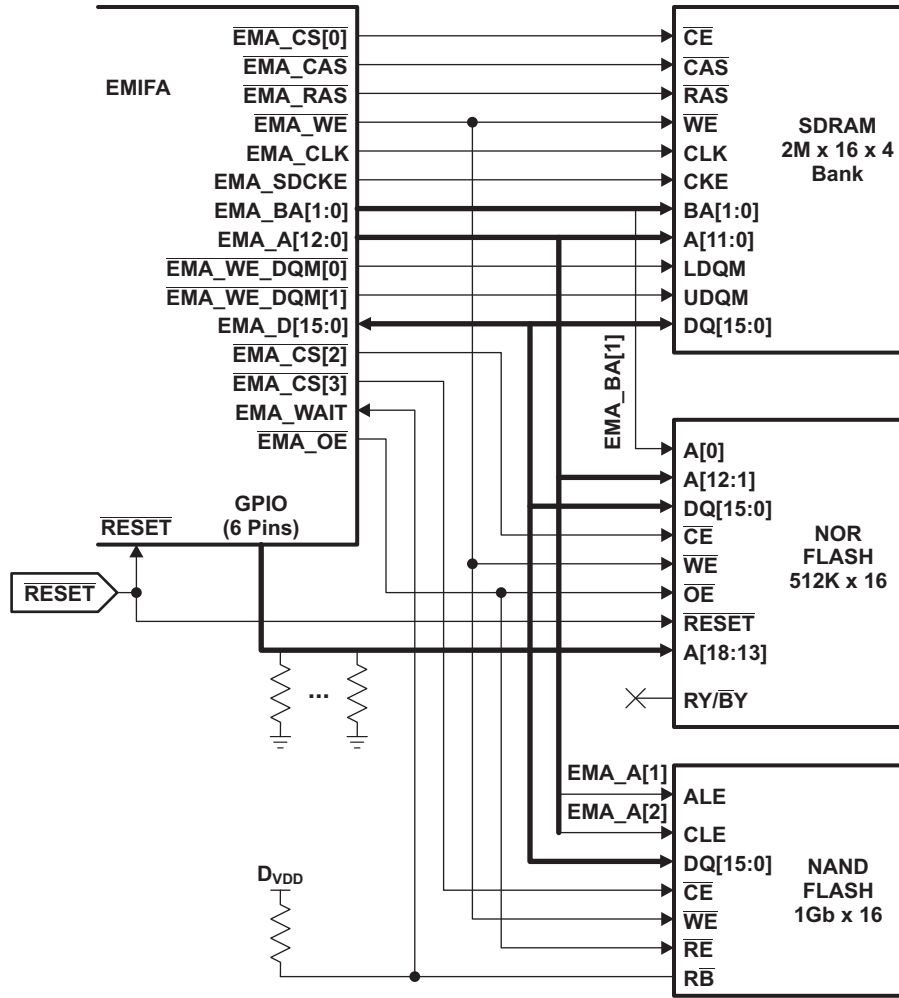 EMIFA
EMA_CS[0]
EMA_CAS
EMA_RAS
EMA_WE
EMA_CLK
EMA_SDCKE
EMA_BA[1:0]
EMA_A[12:0]
EMA_WE_DQM[0]
EMA_WE_DQM[1]
EMA_D[15:0]
EMA_CS[2]
EMA_CS[3]
EMA_WAIT
EMA_OE
GPIO
(6 Pins)
RESET
RESET
...
DVDD
EMA_BA[1]
CE
CAS
RAS
WE
CLK
CKE
BA[1:0]
A[11:0]
LDQM
UDQM
DQ[15:0]
SDRAM
2M x 16 x 4
Bank
A[0]
A[12:1]
DQ[15:0]
CE
WE
OE
RESET
A[18:13]
RY/BY
NOR
FLASH
512K x 16
EMA_A[1]
EMA_A[2]
ALE
CLE
DQ[15:0]
CE
WE
RE
RB
NAND
FLASH
1Gb x 16